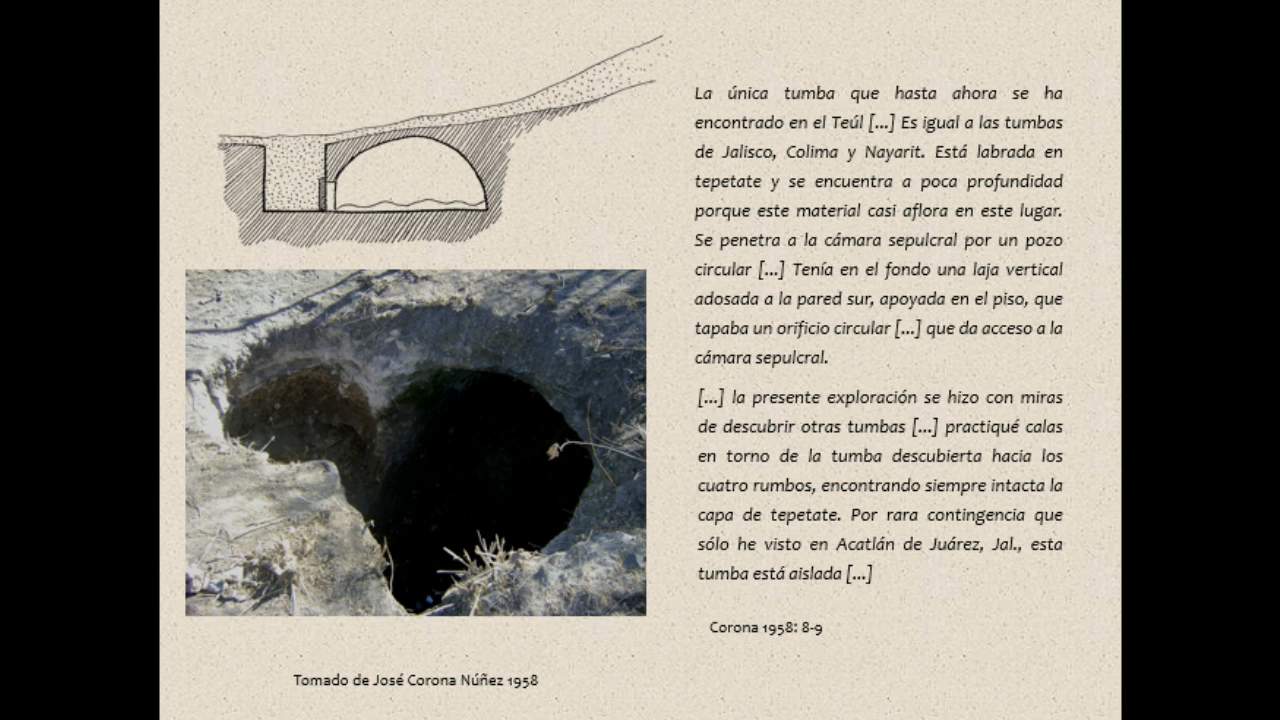 La única tumba que hasta ahora se ha
encontrado en el Teúl [...] Es igual a las tumbas
de Jalisco, Colima y Nayarit. Está labrada en
tepetate y se encuentra a poca profundidad
porque este material casi aflora en este lugar.
Se penetra a la cámara sepulcral por un pozo
circular [...] Tenía en el fondo una laja vertical
adosada a la pared sur, apoyada en el piso, que
tapaba un orificio circular [...] que da acceso a la
cámara sepulcral.
[...] la presente exploración se hizo con miras
de descubrir otras tumbas [...] practiqué calas
en torno de la tumba descubierta hacia los
cuatro rumbos, encontrando siempre intacta la
capa de tepetate. Por rara contingencia que
sólo he visto en Acatlán de Juárez, Jal., esta
tumba está aislada [...]
Corona 1958: 8-9
Tomado de José Corona Núñez 1958